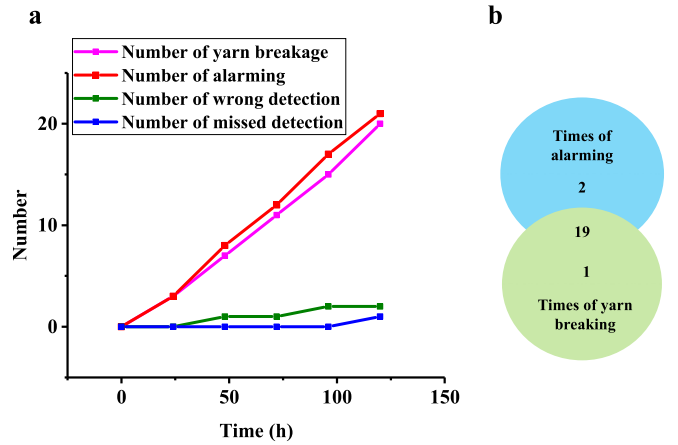 a
Number of yarn breakage
Number of alarming
Number of wrong detection
Number of missed detection
20
10
0
Number
0
50
100
150
Time (h)
b
Times of
alarming
2
19
1
Times of yarn
breaking